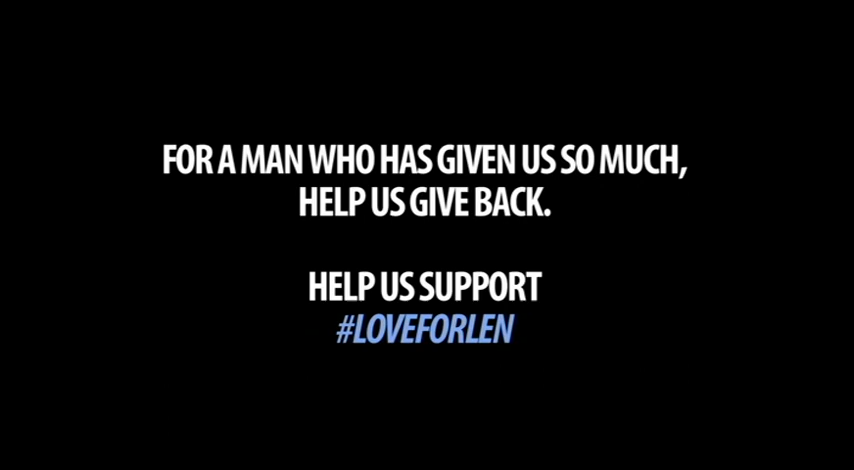 FOR A MAN WHO HAS GIVEN US SO MUCH,
HELP US GIVE BACK.
HELP US SUPPORT
#LOVEFORLEN